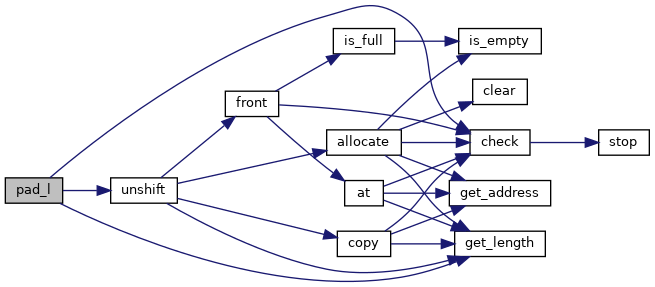 is_full
is_empty
clear
front
allocate
check
stop
pad_l
unshift
at
get_address
copy
get_length